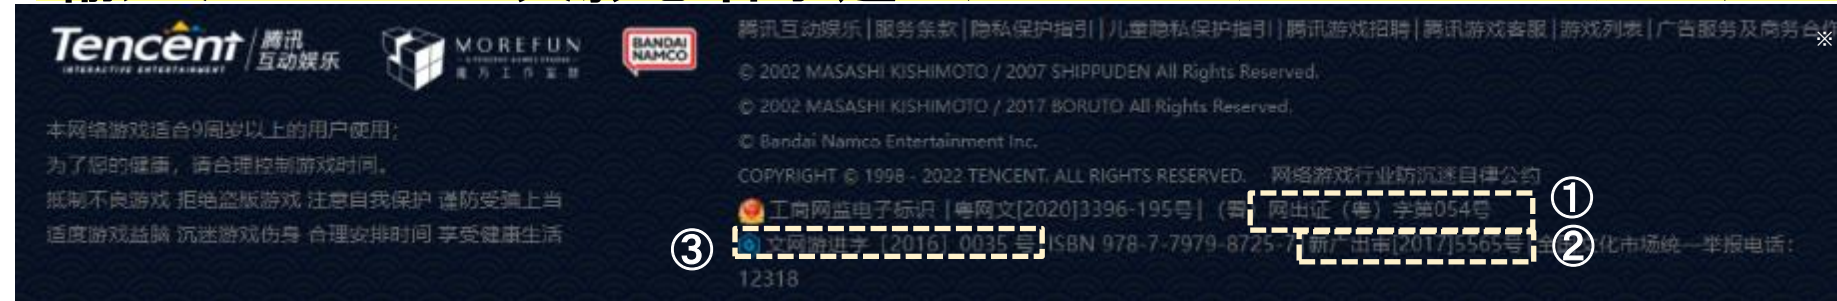 Tencent 腾讯互动娱乐
INTERACTIVE ENTERTAINMENT
MOREFUN
魔方工作室群
BANDAI
NAMCO
本网络游戏适合9周岁以上的用户使用；
为了您的健康，请合理控制游戏时间。
抵制不良游戏 拒绝盗版游戏 注意自我保护 谨防受骗上当
适度游戏益脑 沉迷游戏伤身 合理安排时间 享受健康生活
腾讯互动娱乐|服务条款|隐私保护指引|儿童隐私保护指引|腾讯游戏招聘|腾讯游戏客服|游戏列表|广告服务及商务合作
※
© 2002 MASASHI KISHIMOTO / 2007 SHIPPUDEN All Rights Reserved.
© 2002 MASASHI KISHIMOTO / 2017 BORUTO All Rights Reserved.
© Bandai Namco Entertainment Inc.
COPYRIGHT © 1998 - 2022 TENCENT. ALL RIGHTS RESERVED. 网络游戏行业防沉迷自律公约
工商网监电子标识 |粤网文[2020]3396-195号| 网出证（粤）字第054号 ①
③ 文网游进字〔2016〕0035 号 ISBN 978-7-7979-8725-7 新广出审[2017]5565号 ② 化市场统一举报电话：
12318